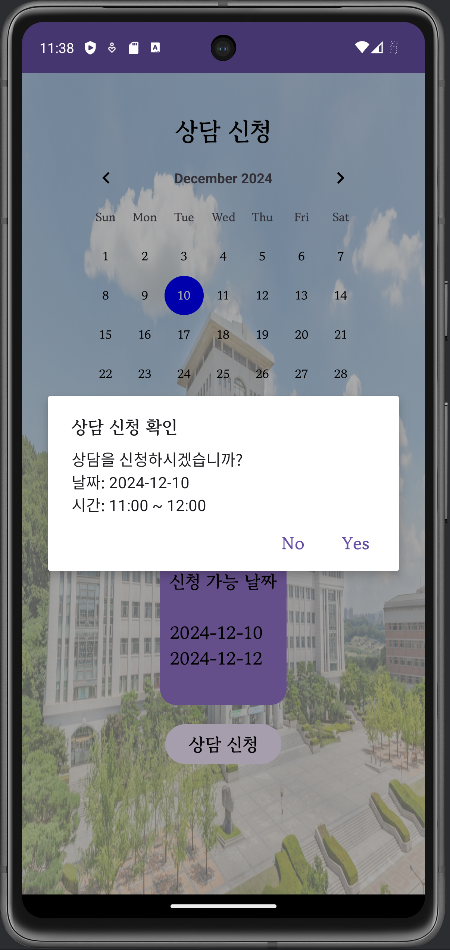 11:38
상담 신청
December 2024
Sun Mon Tue Wed Thu Fri Sat
1 2 3 4 5 6 7
8 9 10 11 12 13 14
15 16 17 18 19 20 21
22 23 24 25 26 27 28
상담 신청 확인
상담을 신청하시겠습니까?
날짜: 2024-12-10
시간: 11:00 ~ 12:00
No Yes
신청 가능 날짜
2024-12-10
2024-12-12
상담 신청